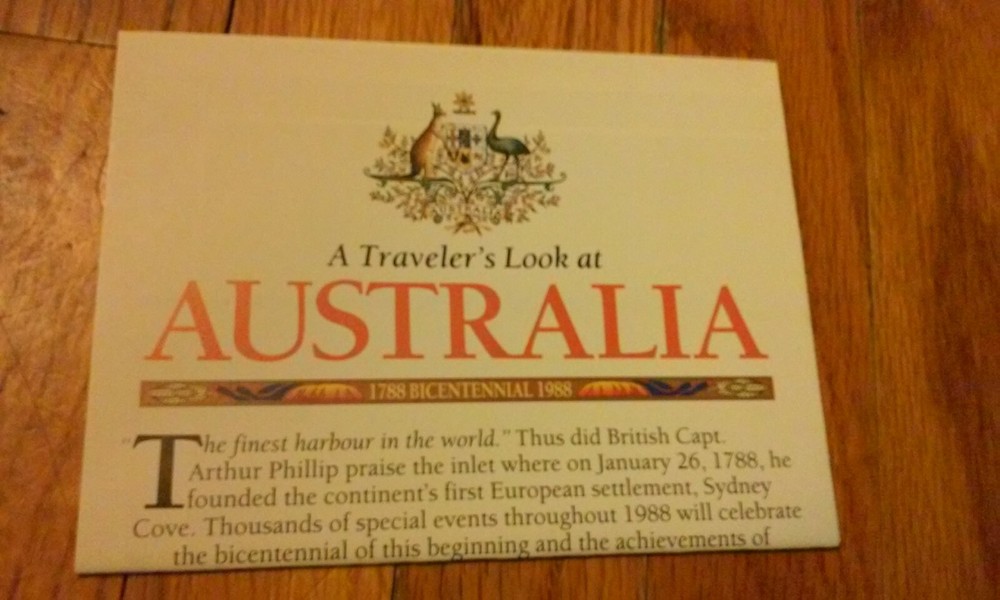 A Traveler's Look at
AUSTRALIA
1788 BICENTENNIAL 1988
"The finest harbour in the world." Thus did British Capt.
Arthur Phillip praise the inlet where on January 26, 1788, he
founded the continent's first European settlement, Sydney
Cove. Thousands of special events throughout 1988 will celebrate
the bicentennial of this beginning and the achievements of